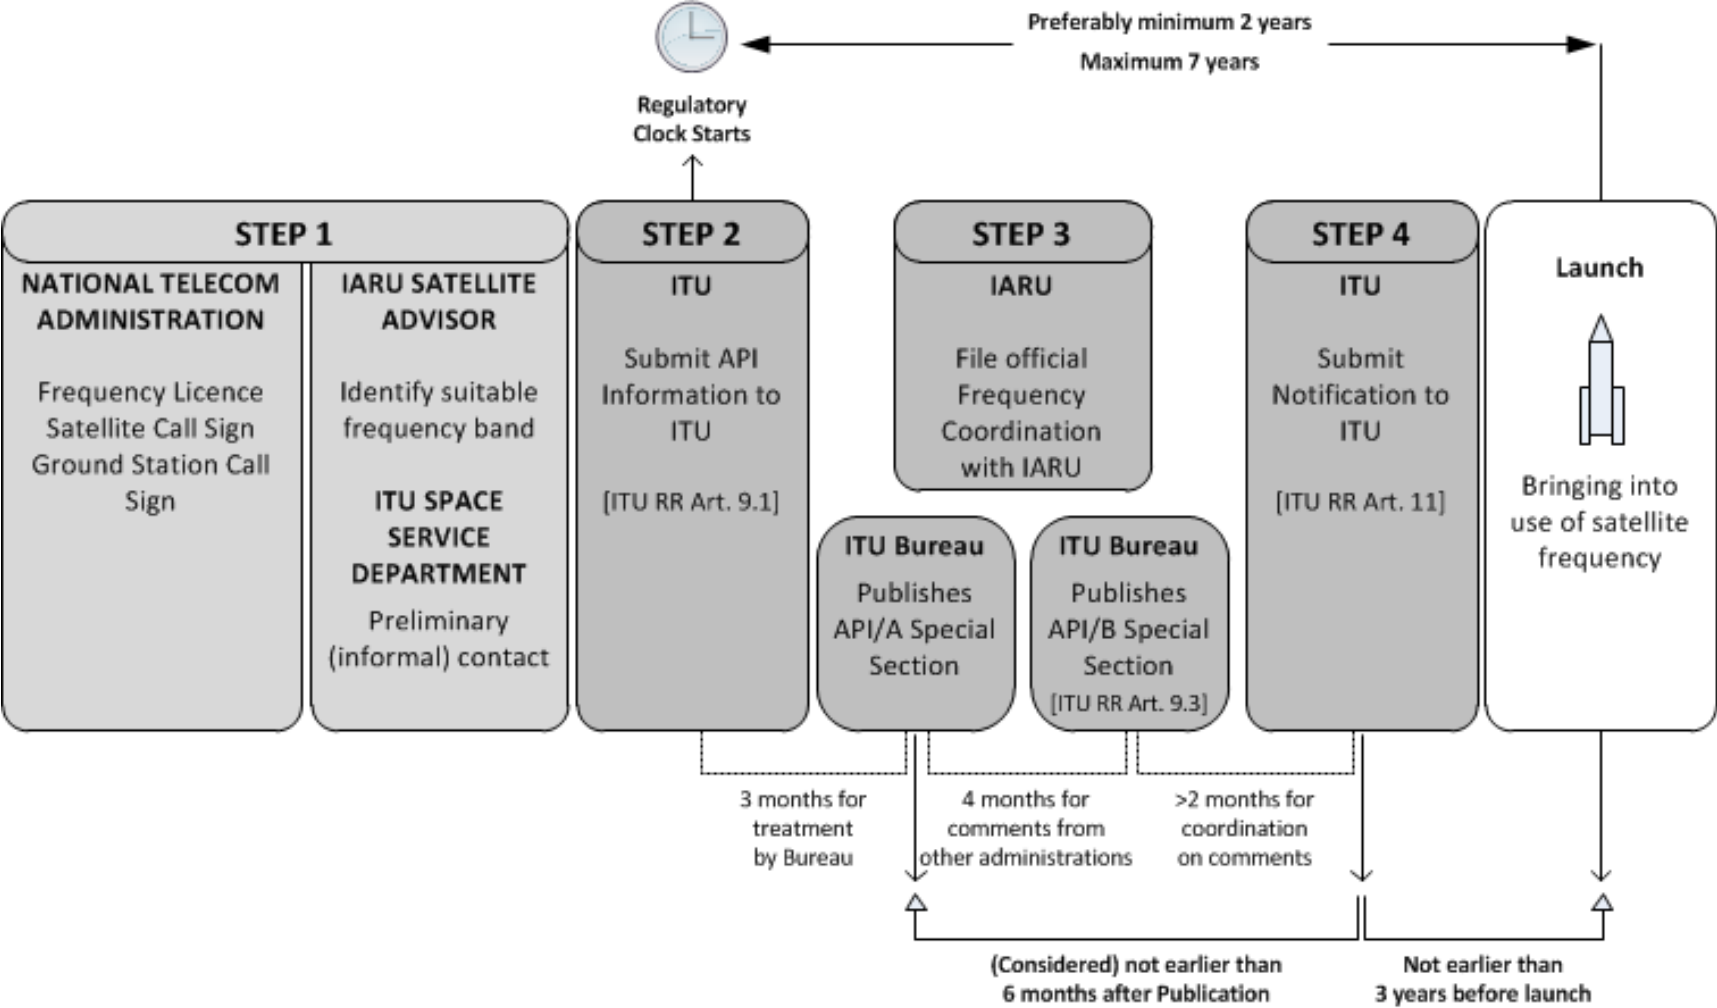 Preferably minimum 2 years
Maximum 7 years
Regulatory
Clock Starts
STEP 1
NATIONAL TELECOM
ADMINISTRATION
Frequency Licence
Satellite Call Sign
Ground Station Call
Sign
IARU SATELLITE
ADVISOR
Identify suitable
frequency band
ITU SPACE
SERVICE
DEPARTMENT
Preliminary
(informal) contact
STEP 2
ITU
Submit API
Information to
ITU
[ITU RR Art. 9.1]
STEP 3
IARU
File official
Frequency
Coordination
with IARU
ITU Bureau
Publishes
API/A Special
Section
ITU Bureau
Publishes
API/B Special
Section
[ITU RR Art. 9.3]
STEP 4
ITU
Submit
Notification to
ITU
[ITU RR Art. 11]
Launch
Bringing into
use of satellite
frequency
3 months for
treatment
by Bureau
4 months for
comments from
other administrations
>2 months for
coordination
on comments
(Considered) not earlier than
6 months after Publication
Not earlier than
3 years before launch